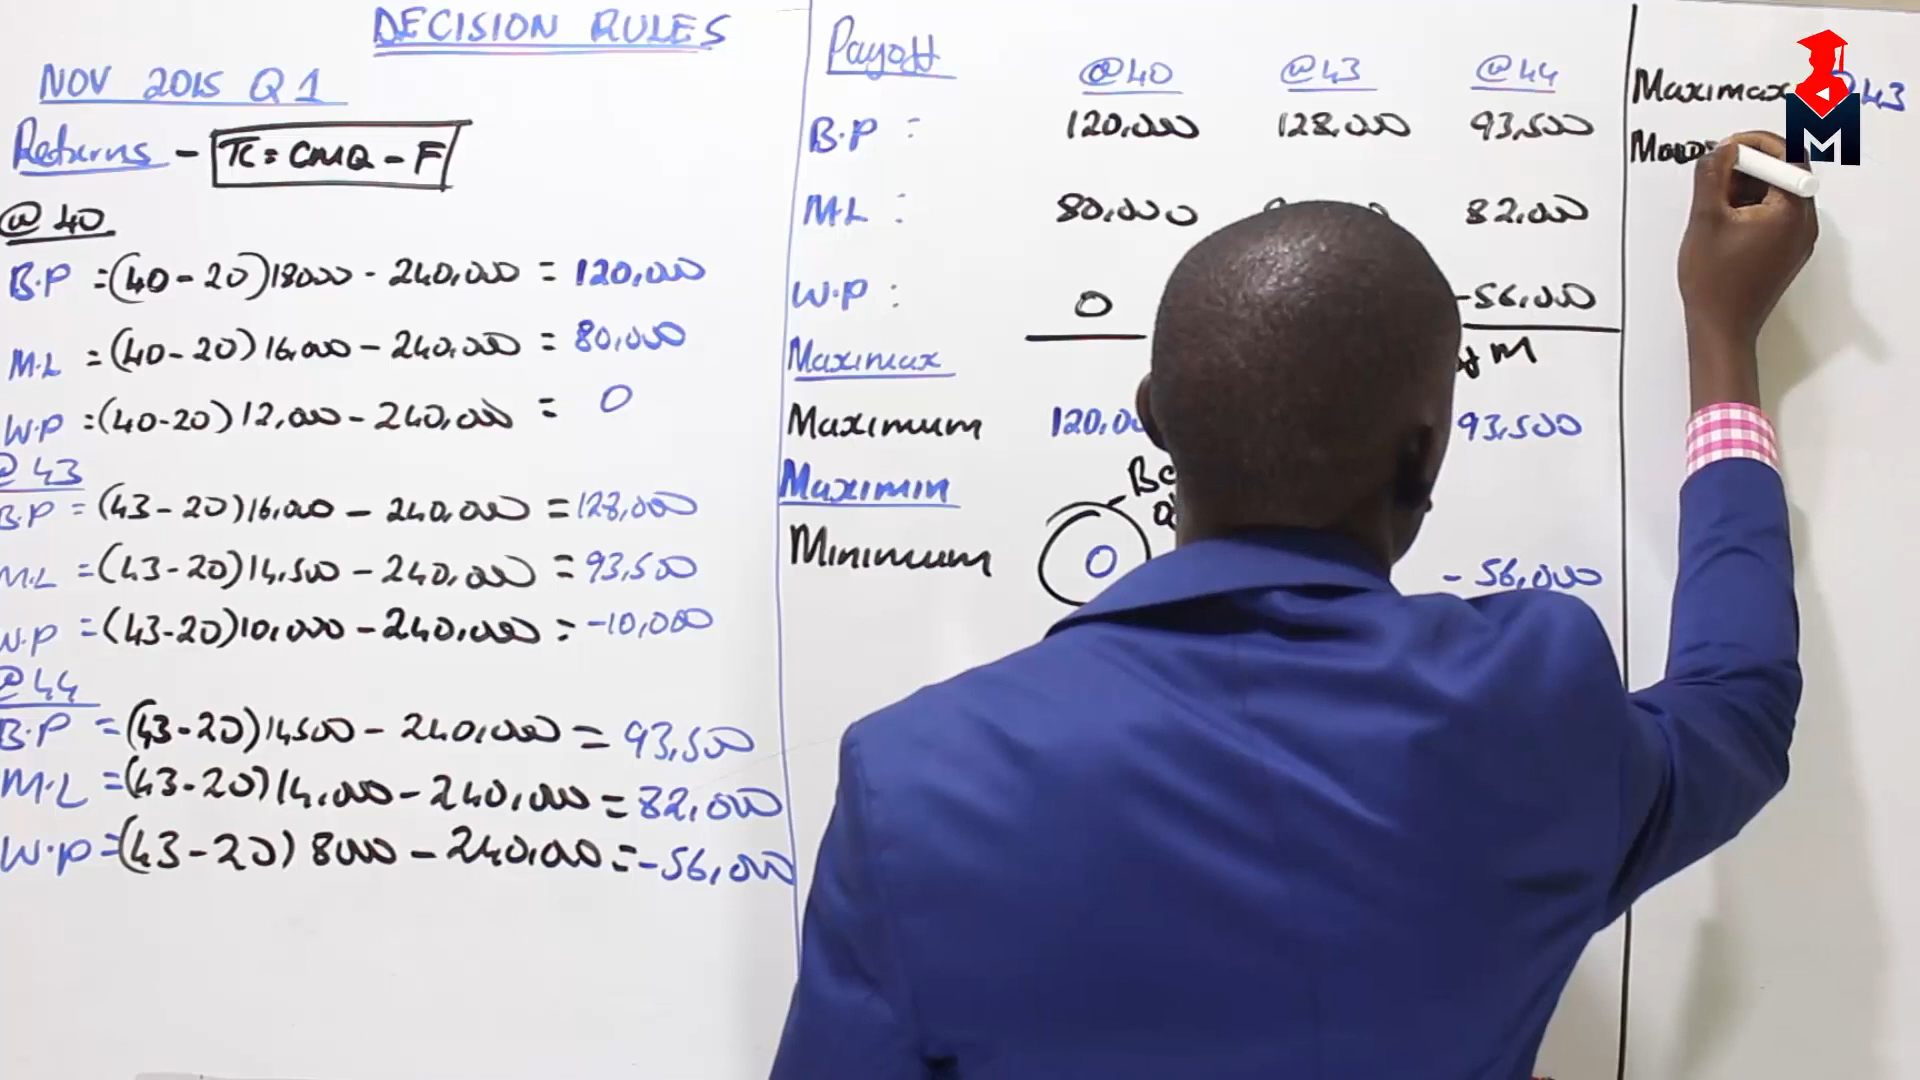 DECISION RULES
NOV 2015 Q1
Returns - π = CMQ - F
@ 40
B.P = (40 - 20) 18000 - 240,000 = 120,000
M.L = (40 - 20) 16,000 - 240,000 = 80,000
W.P = (40-20) 12,000 - 240,000 = 0
@ 43
B.P = (43 - 20) 16,000 - 240,000 = 128,000
M.L = (43-20) 14,500 - 240,000 = 93,500
W.P = (43-20) 10,000 - 240,000 = -10,000
@ 44
B.P = (43-20) 14500 - 240,000 = 93,500
M.L = (43-20) 14,000 - 240,000 = 82,000
W.P = (43-20) 8000 - 240,000 = -56,000
Payoff
@40 @43 @44
B.P : 120,000 128,000 93,500
M.L : 80,000 82,000
W.P : 0 -56,000
Maximax
M
Maximum 120,00 93,500
Maximin
Minimum 0 - 56,000
Maximax 43
M